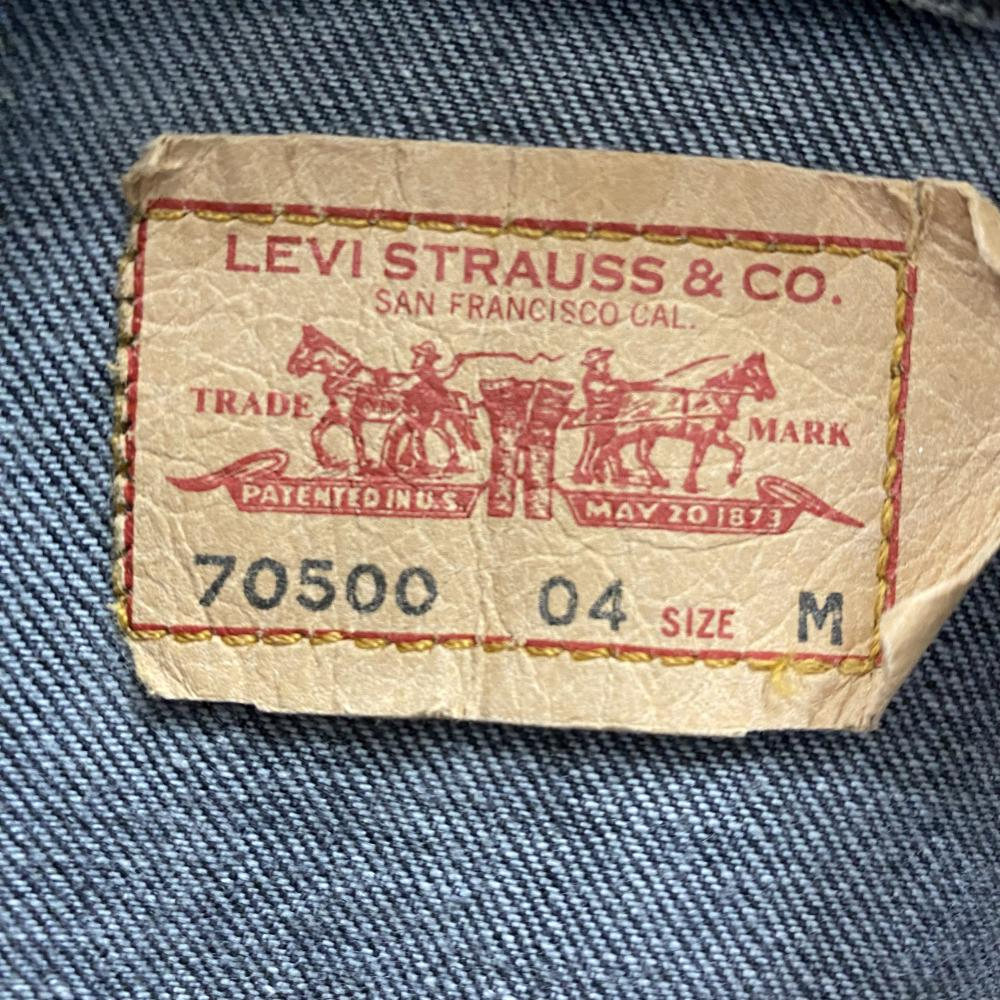 LEVI STRAUSS & CO.
SAN FRANCISCO CAL.
TRADE MARK
PATENTED IN U.S. MAY 20 1873
70500 04 SIZE M